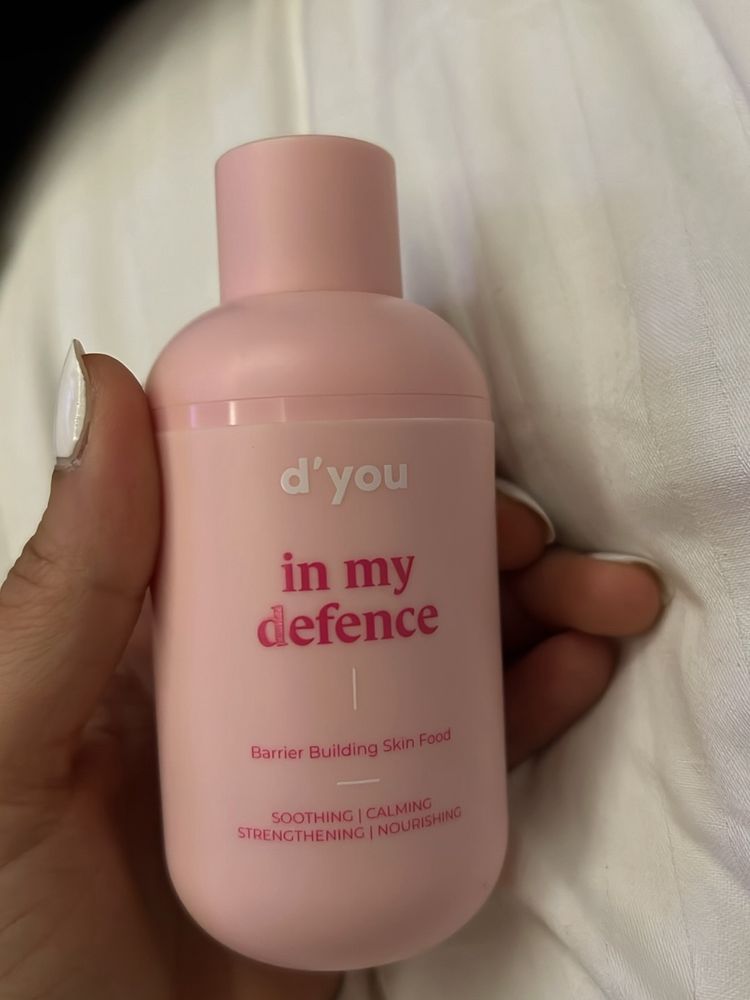 d'you
in my
defence
Barrier Building Skin Food
SOOTHING | CALMING
STRENGTHENING | NOURISHING